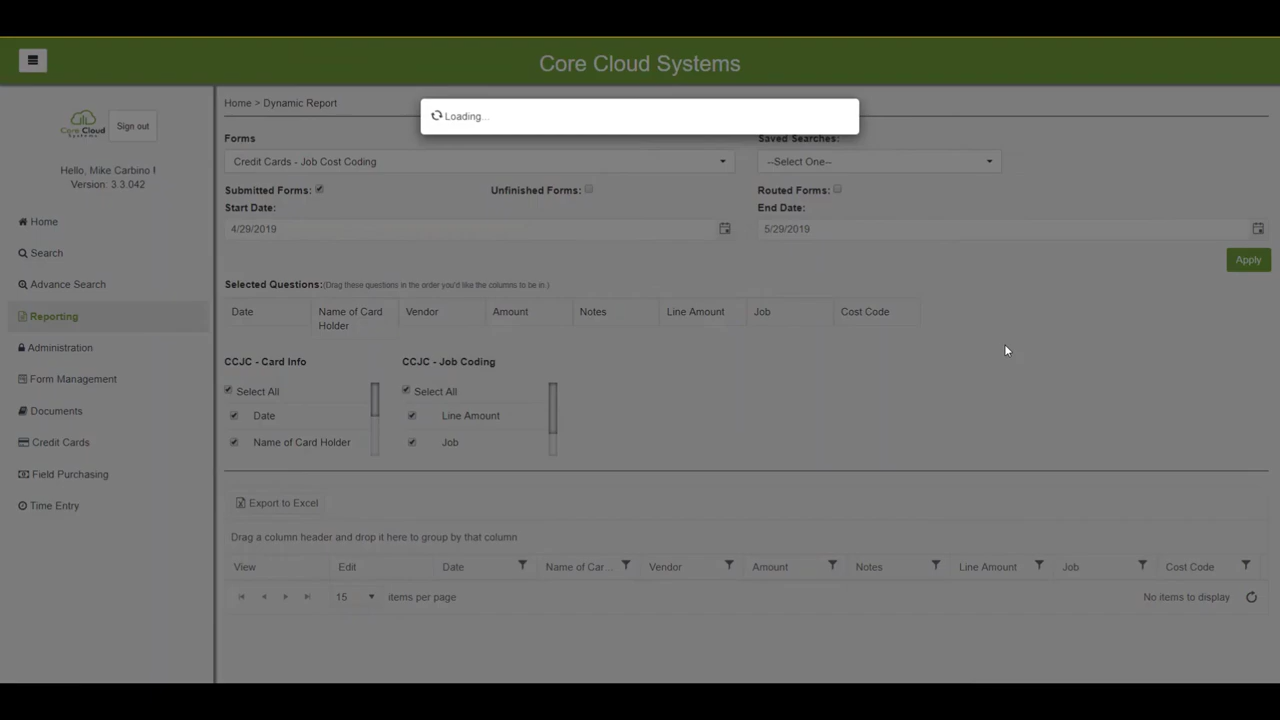 Core Cloud Systems
Core Cloud
Systems
Sign out
Hello, Mike Carbino !
Version: 3.3.042
Home
Search
Advance Search
Reporting
Administration
Form Management
Documents
Credit Cards
Field Purchasing
Time Entry
Home > Dynamic Report
Loading...
Forms
Saved Searches:
Credit Cards - Job Cost Coding
--Select One--
Submitted Forms:
Unfinished Forms:
Routed Forms:
Start Date:
End Date:
4/29/2019
5/29/2019
Apply
Selected Questions:(Drag these questions in the order you'd like the columns to be in.)
Date
Name of Card
Holder
Vendor
Amount
Notes
Line Amount
Job
Cost Code
CCJC - Card Info
CCJC - Job Coding
Select All
Select All
Date
Line Amount
Name of Card Holder
Job
Export to Excel
Drag a column header and drop it here to group by that column
View
Edit
Date
Name of Car...
Vendor
Amount
Notes
Line Amount
Job
Cost Code
15
items per page
No items to display